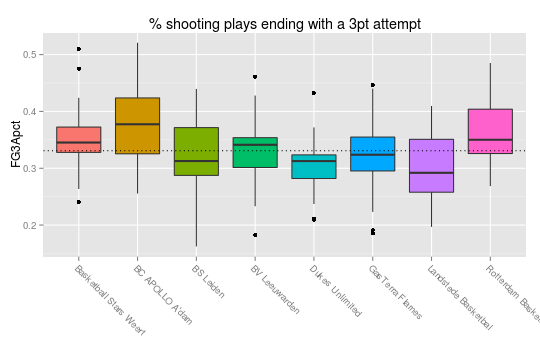 % shooting plays ending with a 3pt attempt
FG3Apct
0.5
0.4
0.3
0.2
Basketball Stars Weert
BC APOLLO A'dam
BS Leiden
BV Leeuwarden
Dukes Unlimited
GasTerra Flames
Landstede Basketbal
Rotterdam Baske